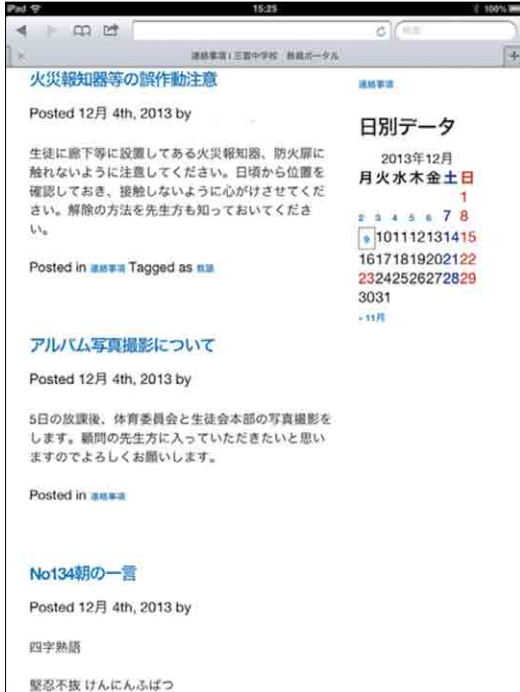 iPad
15:25
100%
検索
連絡事項 | 三雲中学校 教職ポータル
火災報知器等の誤作動注意
Posted 12月 4th, 2013 by
生徒に廊下等に設置してある火災報知器、防火扉に
触れないように注意してください。日頃から位置を
確認しておき、接触しないように心がけさせてくだ
さい。解除の方法を先生方も知っておいてくださ
い。
Posted in 連絡事項 Tagged as 教頭
アルバム写真撮影について
Posted 12月 4th, 2013 by
5日の放課後、体育委員会と生徒会本部の写真撮影を
します。顧問の先生方に入っていただきたいと思い
ますのでよろしくお願いします。
Posted in 連絡事項
No134朝の一言
Posted 12月 4th, 2013 by
四字熟語
堅忍不抜 けんにんふばつ
連絡事項
日別データ
2013年12月
月火水木金土日
1
2 3 4 5 6 7 8
9 101112131415
16171819202122
23242526272829
3031
« 11月